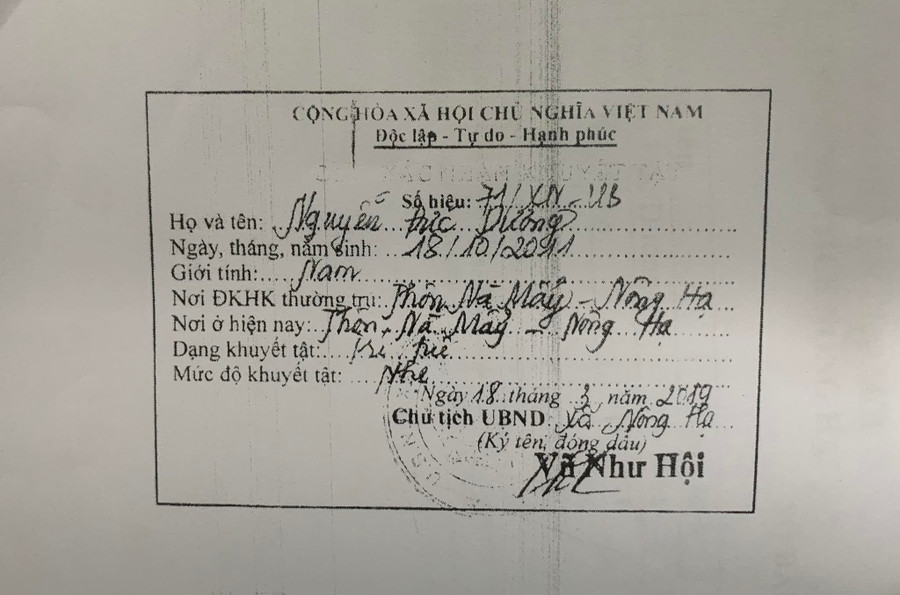 CỘNG HÒA XÃ HỘI CHỦ NGHĨA VIỆT NAM
Độc lập - Tự do - Hạnh phúc
Số hiệu: 71/XN-UB
Họ và tên: Nguyễn Đức Dương
Ngày, tháng, năm sinh: 18/10/2011
Giới tính: Nam
Nơi ĐKHK thường trú: Thôn Nà Mẩy - Nông Hạ
Nơi ở hiện nay: Thôn Nà Mẩy - Nông Hạ
Dạng khuyết tật: trí tuệ
Mức độ khuyết tật: Nhẹ
Ngày 18 tháng 3 năm 2019
Chủ tịch UBND xã Nông Hạ
(Ký tên, đóng dấu)
Vũ Như Hội